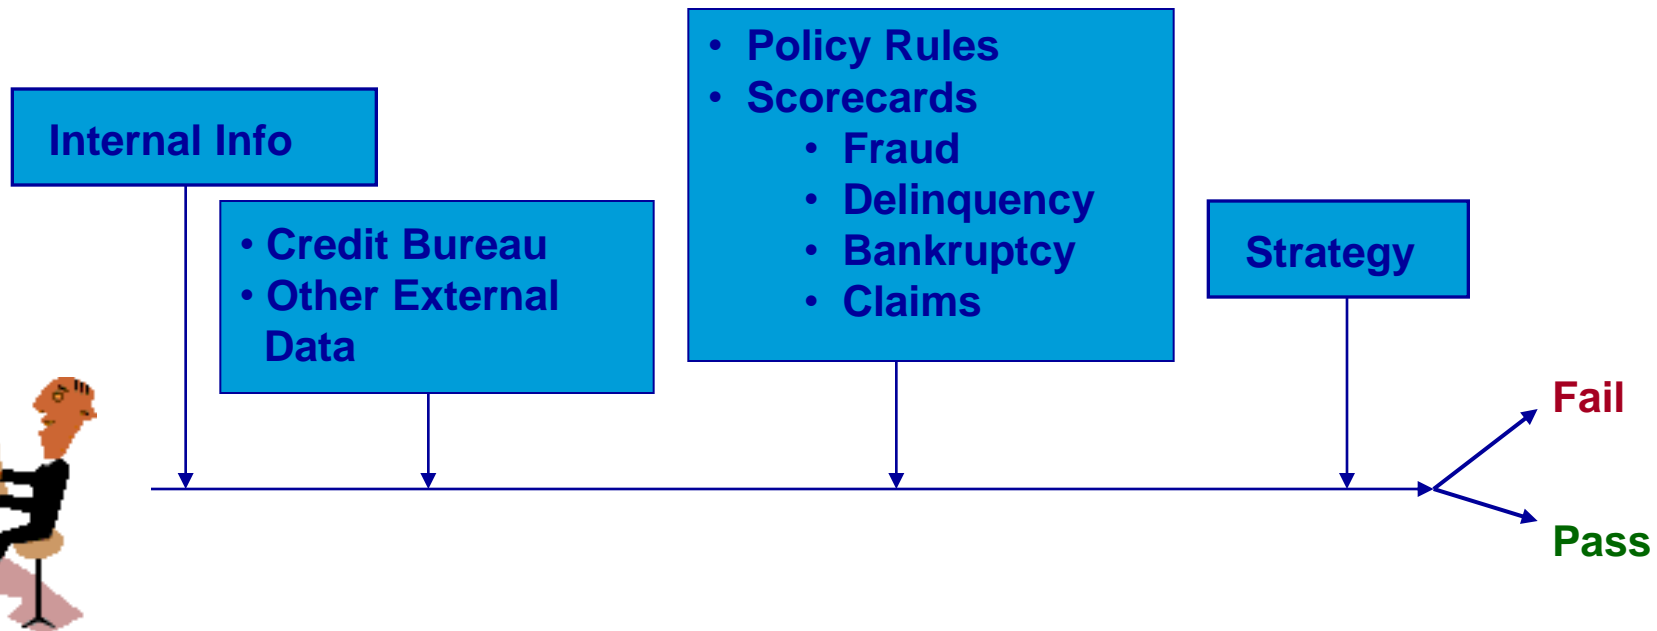 Internal Info
• Credit Bureau
• Other External
Data
• Policy Rules
• Scorecards
• Fraud
• Delinquency
• Bankruptcy
• Claims
Strategy
Fail
Pass